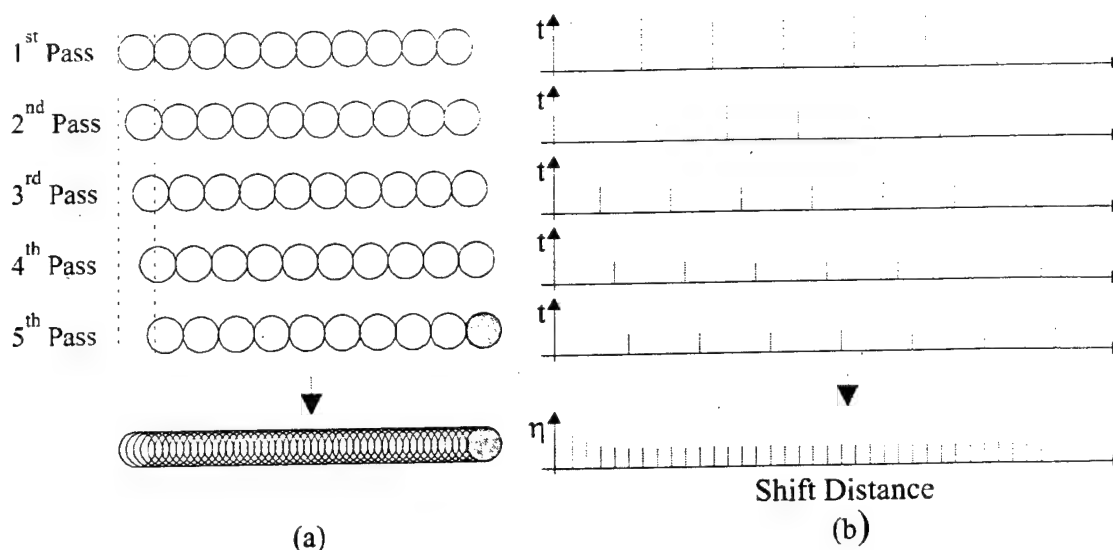 1st Pass
2nd Pass
3rd Pass
4th Pass
5th Pass
(a)
t
t
t
t
t
η
Shift Distance
(b)